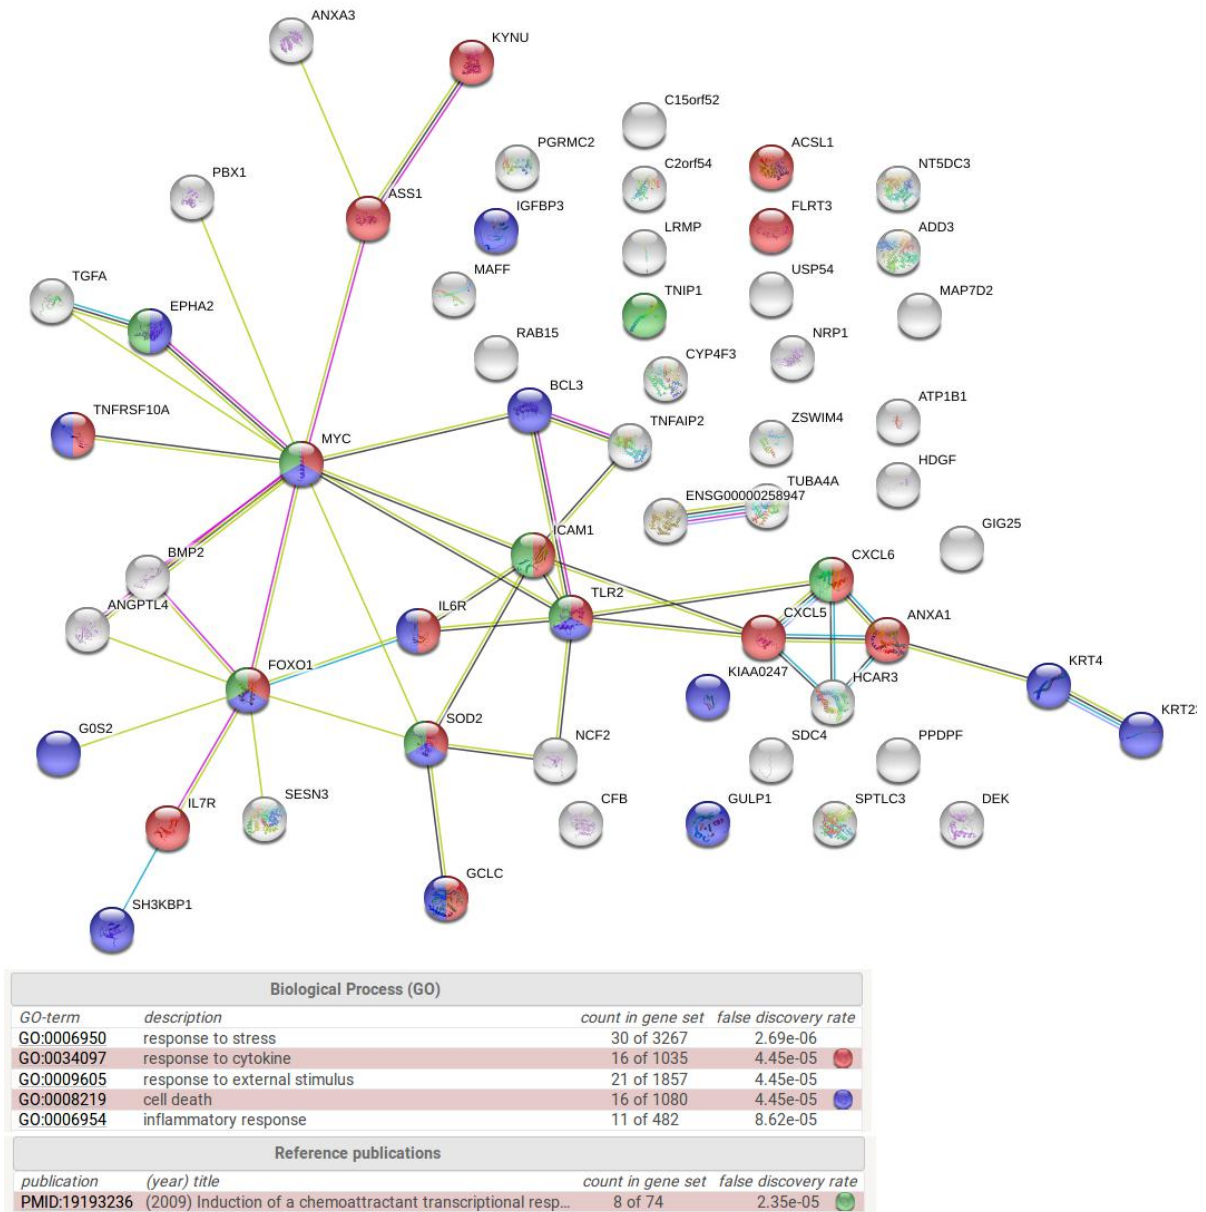 ANXA3
KYNU
C15orf52
PGRMC2
ACSL1
C2orf54
NT5DC3
PBX1
ASS1
IGFBP3
FLRT3
LRMP
ADD3
TGFA
MAFF
USP54
TNIP1
MAP7D2
EPHA2
RAB15
NRP1
CYP4F3
BCL3
ATP1B1
TNFRSF10A
TNFAIP2
ZSWIM4
MYC
HDGF
TUBA4A
ENSG00000258947
GIG25
ICAM1
BMP2
CXCL6
TLR2
ANGPTL4
IL6R
CXCL5
ANXA1
FOXO1
KIAA0247
HCAR3
KRT4
KRT23
G0S2
SOD2
NCF2
SDC4
PPDPF
SESN3
IL7R
CFB
GULP1
SPTLC3
DEK
GCLC
SH3KBP1
Biological Process (GO)
GO-term description count in gene set false discovery rate
GO:0006950 response to stress 30 of 3267 2.69e-06
GO:0034097 response to cytokine 16 of 1035 4.45e-05
GO:0009605 response to external stimulus 21 of 1857 4.45e-05
GO:0008219 cell death 16 of 1080 4.45e-05
GO:0006954 inflammatory response 11 of 482 8.62e-05
Reference publications
publication (year) title count in gene set false discovery rate
PMID:19193236 (2009) Induction of a chemoattractant transcriptional resp... 8 of 74 2.35e-05